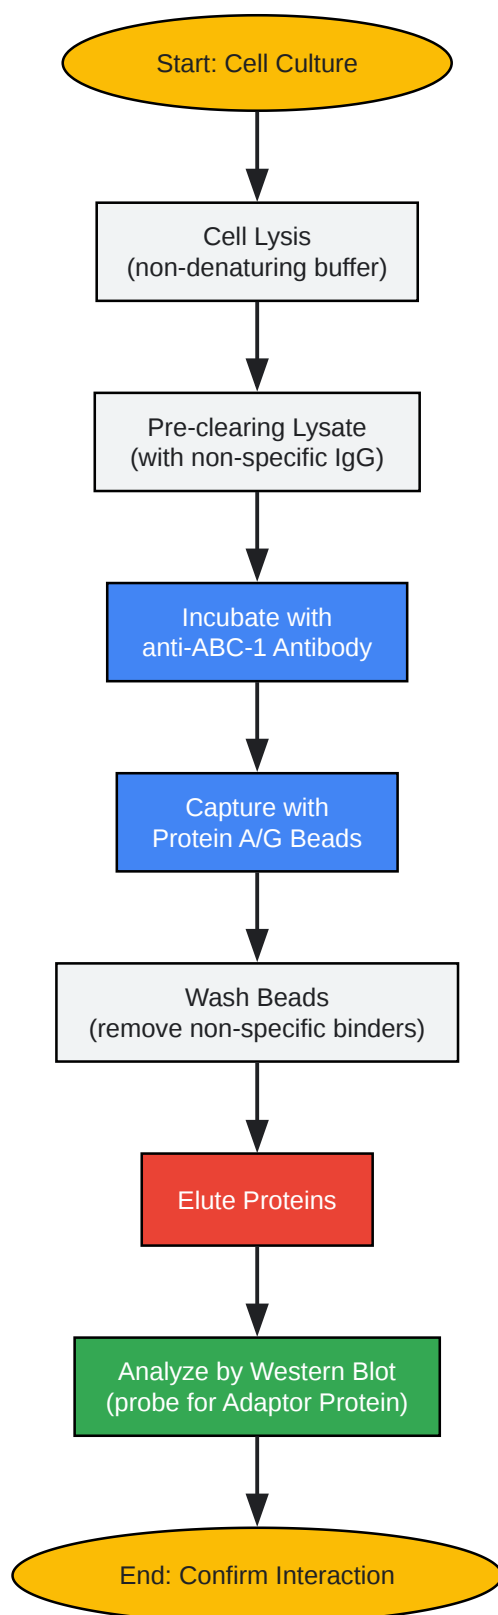 Start: Cell Culture
Cell Lysis
(non-denaturing buffer)
Pre-clearing Lysate
(with non-specific IgG)
Incubate with
anti-ABC-1 Antibody
Capture with
Protein A/G Beads
Wash Beads
(remove non-specific binders)
Elute Proteins
Analyze by Western Blot
(probe for Adaptor Protein)
End: Confirm Interaction